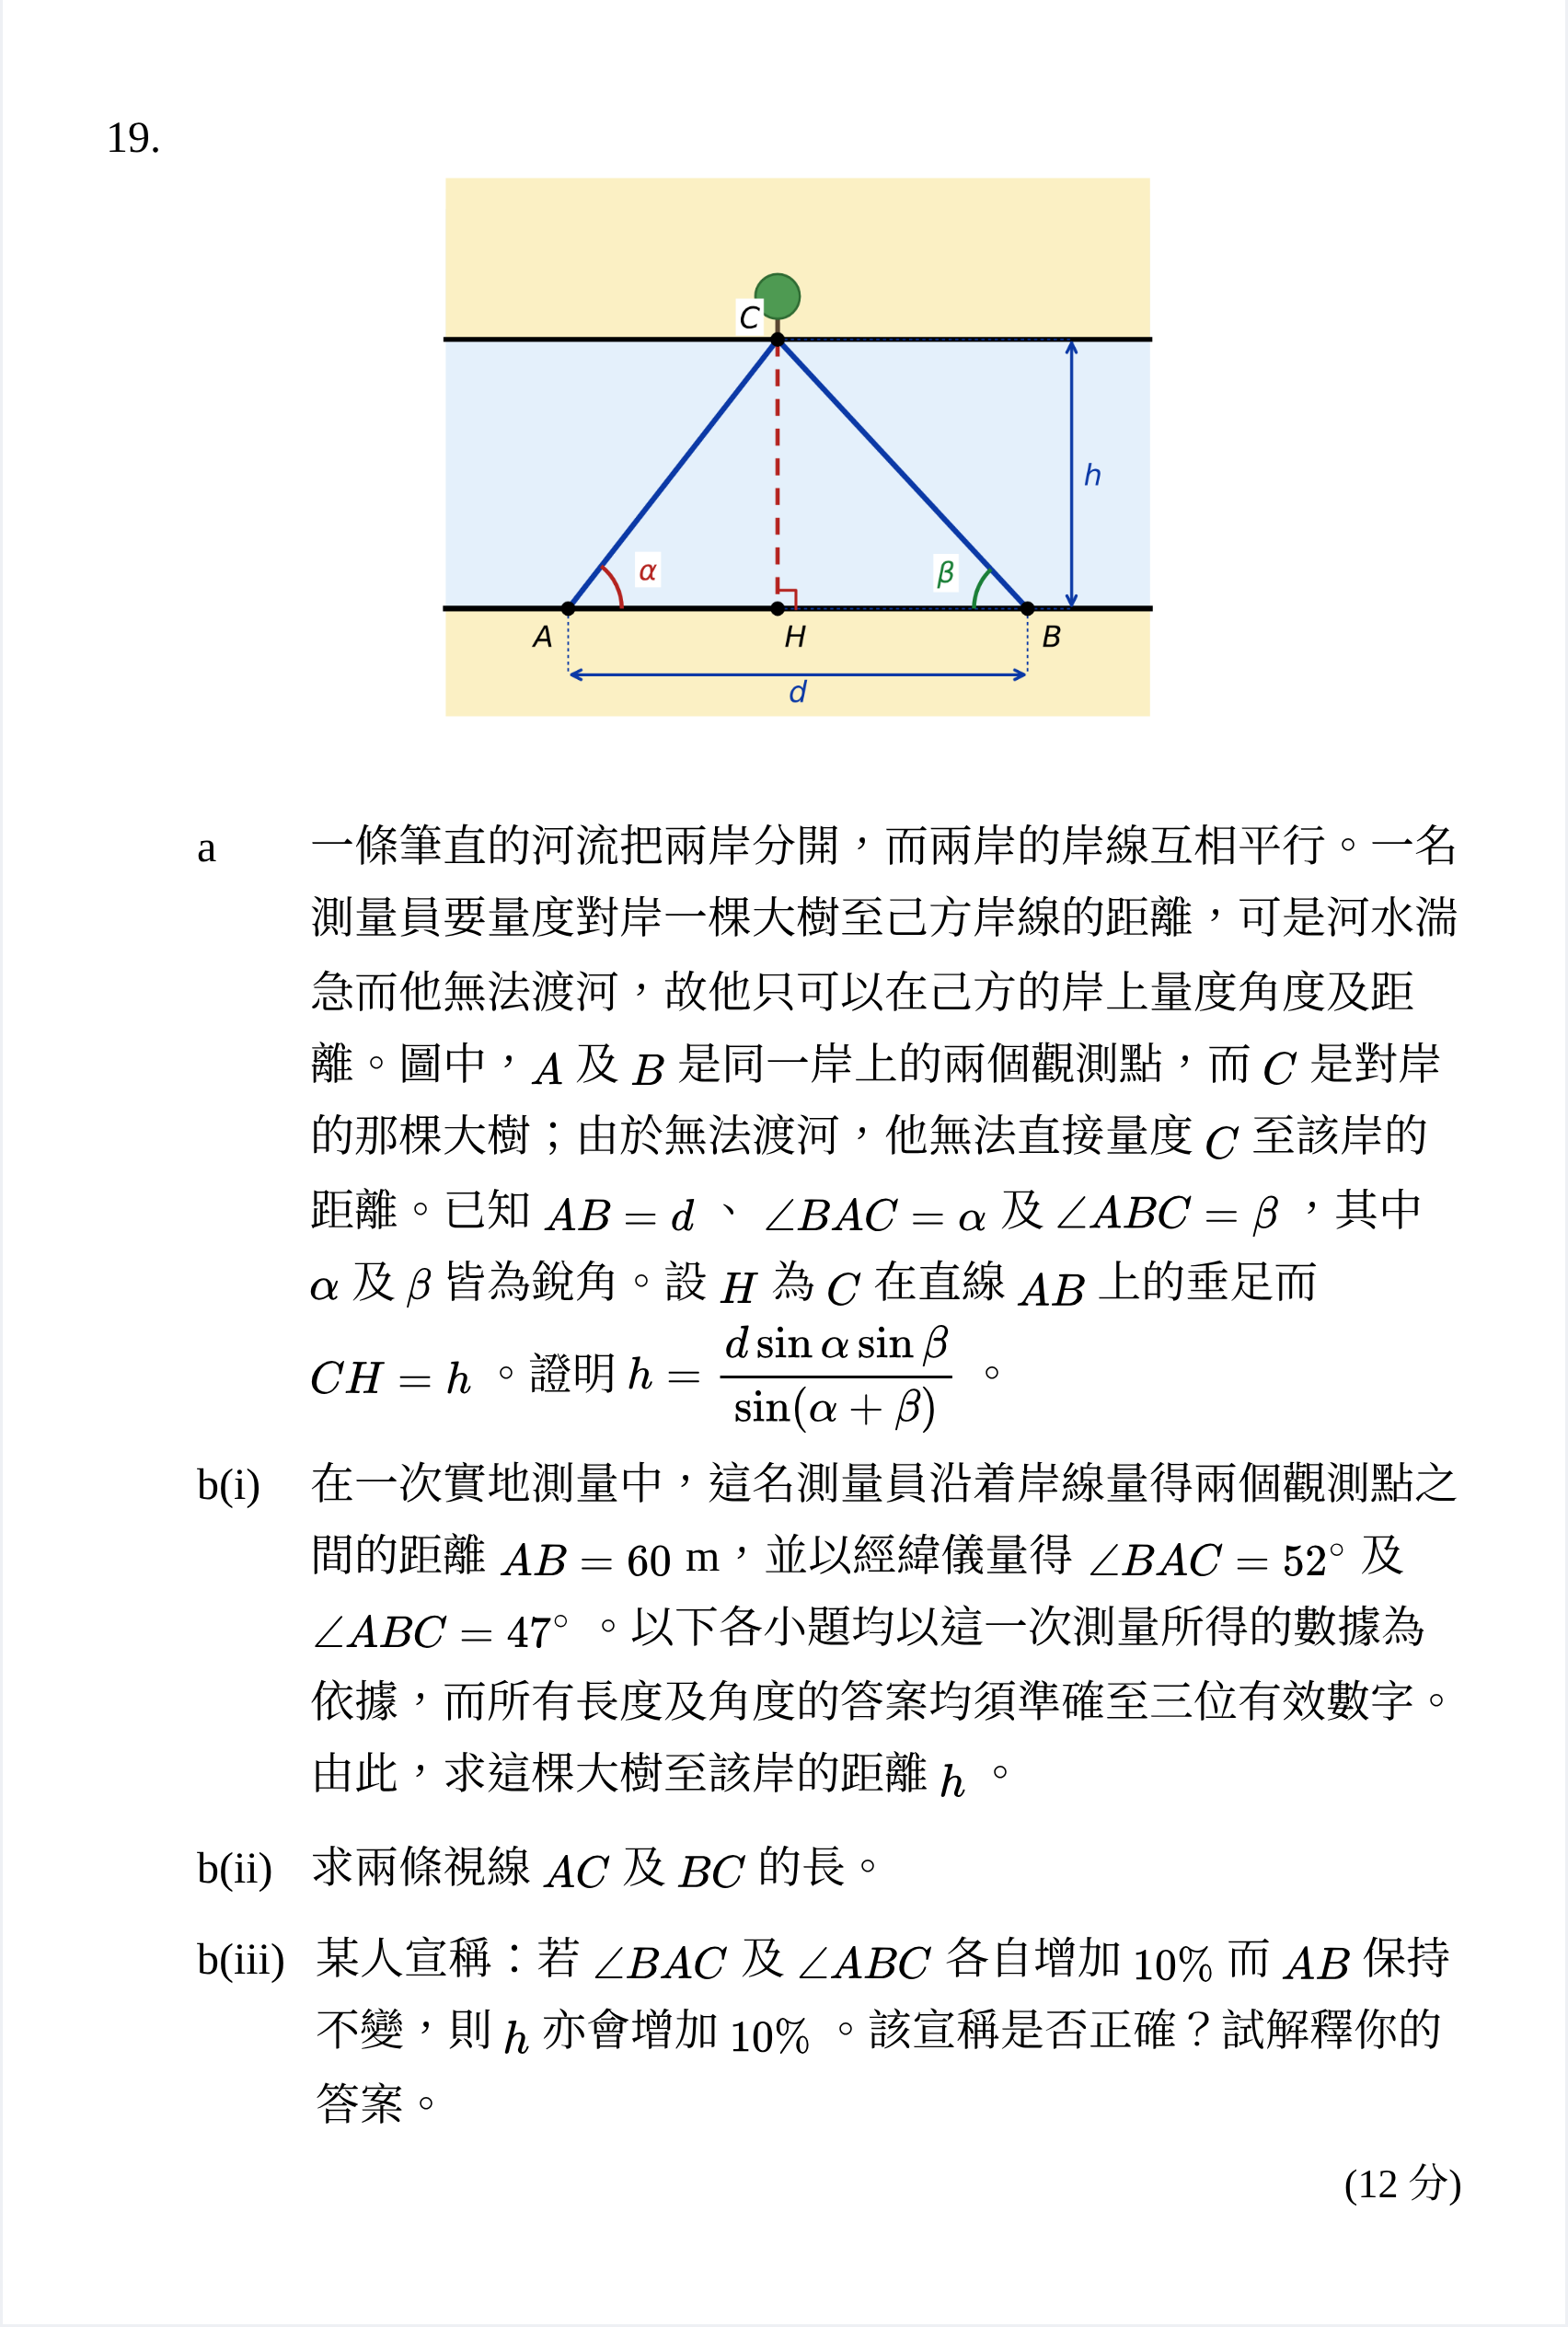 19.
C
h
α
β
A
H
B
d
a 一條筆直的河流把兩岸分開，而兩岸的岸線互相平行。一名
測量員要量度對岸一棵大樹至己方岸線的距離，可是河水湍
急而他無法渡河，故他只可以在己方的岸上量度角度及距
離。圖中，A 及 B 是同一岸上的兩個觀測點，而 C 是對岸
的那棵大樹；由於無法渡河，他無法直接量度 C 至該岸的
距離。已知 AB = d 、 ∠BAC = α 及 ∠ABC = β ，其中
α 及 β 皆為銳角。設 H 為 C 在直線 AB 上的垂足而
CH = h 。證明 h = \frac{d \sin α \sin β}{\sin(α + β)} 。
b(i) 在一次實地測量中，這名測量員沿着岸線量得兩個觀測點之
間的距離 AB = 60 m，並以經緯儀量得 ∠BAC = 52° 及
∠ABC = 47° 。以下各小題均以這一次測量所得的數據為
依據，而所有長度及角度的答案均須準確至三位有效數字。
由此，求這棵大樹至該岸的距離 h 。
b(ii) 求兩條視線 AC 及 BC 的長。
b(iii) 某人宣稱：若 ∠BAC 及 ∠ABC 各自增加 10% 而 AB 保持
不變，則 h 亦會增加 10% 。該宣稱是否正確？試解釋你的
答案。
(12 分)